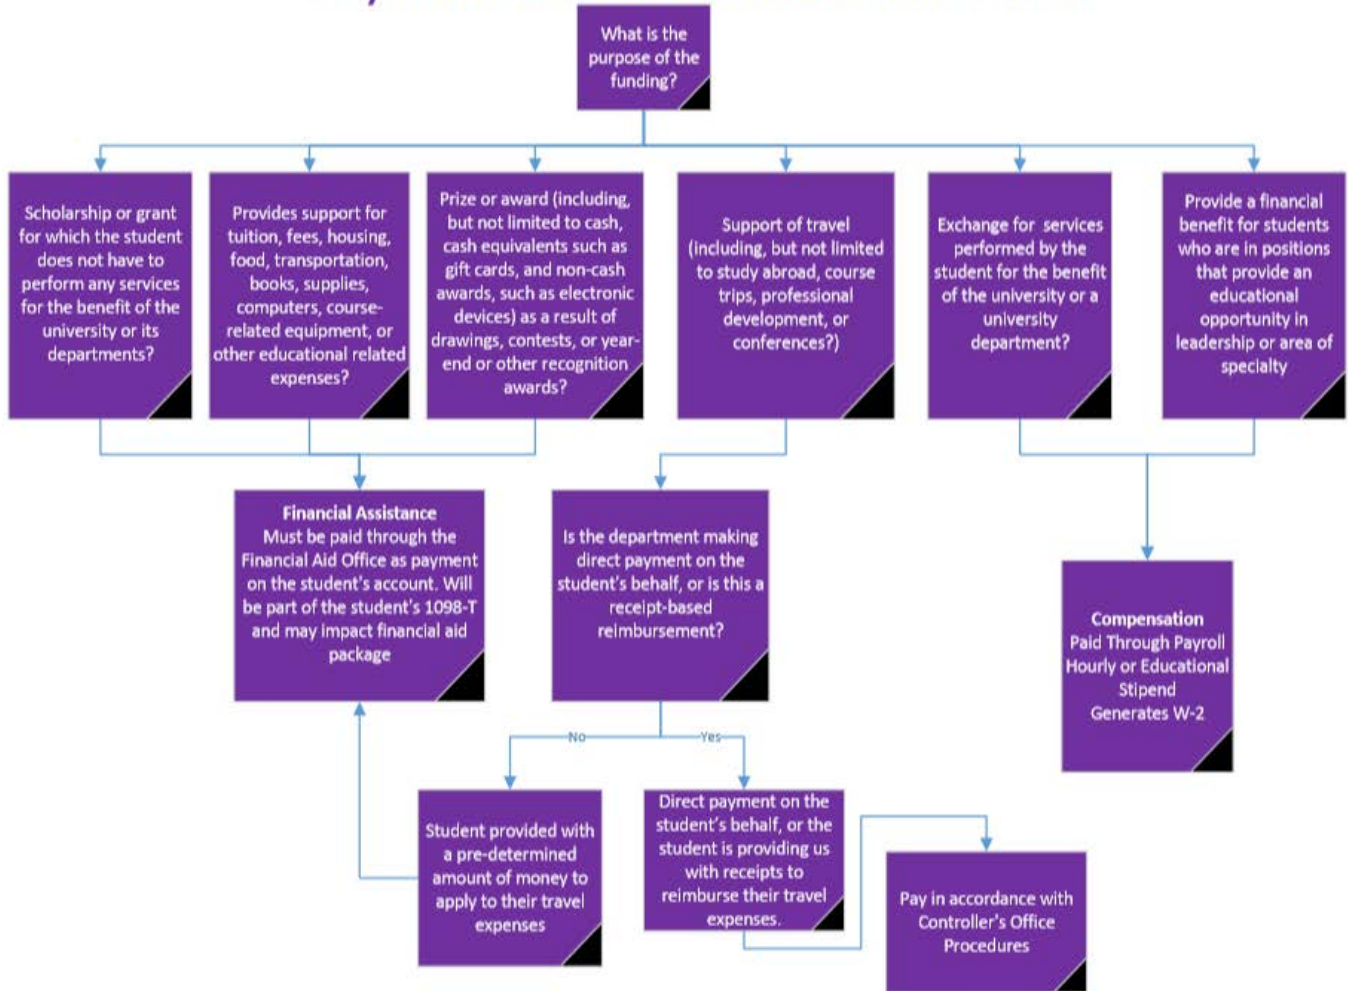 What is the
purpose of the
funding?
Scholarship or grant
for which the student
does not have to
perform any services
for the benefit of the
university or its
departments?
Provides support for
tuition, fees, housing,
food, transportation,
books, supplies,
computers, course-
related equipment, or
other educational related
expenses?
Prize or award (including,
but not limited to cash,
cash equivalents such as
gift cards, and non-cash
awards, such as electronic
devices) as a result of
drawings, contests, or year-
end or other recognition
awards?
Support of travel
(including, but not limited
to study abroad, course
trips, professional
development, or
conferences?)
Exchange for services
performed by the
student for the benefit
of the university or a
university
department?
Provide a financial
benefit for students
who are in positions
that provide an
educational
opportunity in
leadership or area of
specialty
Financial Assistance
Must be paid through the
Financial Aid Office as payment
on the student's account. Will
be part of the student's 1098-T
and may impact financial aid
package
Is the department making
direct payment on the
student's behalf, or is this a
receipt-based
reimbursement?
Compensation
Paid Through Payroll
Hourly or Educational
Stipend
Generates W-2
No
Yes
Student provided with
a pre-determined
amount of money to
apply to their travel
expenses
Direct payment on the
student's behalf, or the
student is providing us
with receipts to
reimburse their travel
expenses.
Pay in accordance with
Controller's Office
Procedures